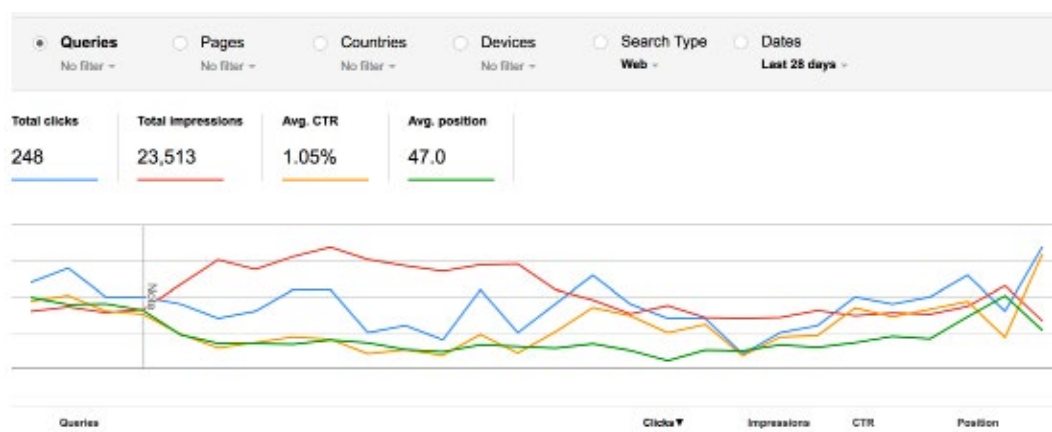 Queries Pages Countries Devices Search Type Dates
No filter No filter No filter No filter Web Last 28 days
Total clicks Total impressions Avg. CTR Avg. position
248 23,513 1.05% 47.0
Note
Queries Clicks▼ Impressions CTR Position